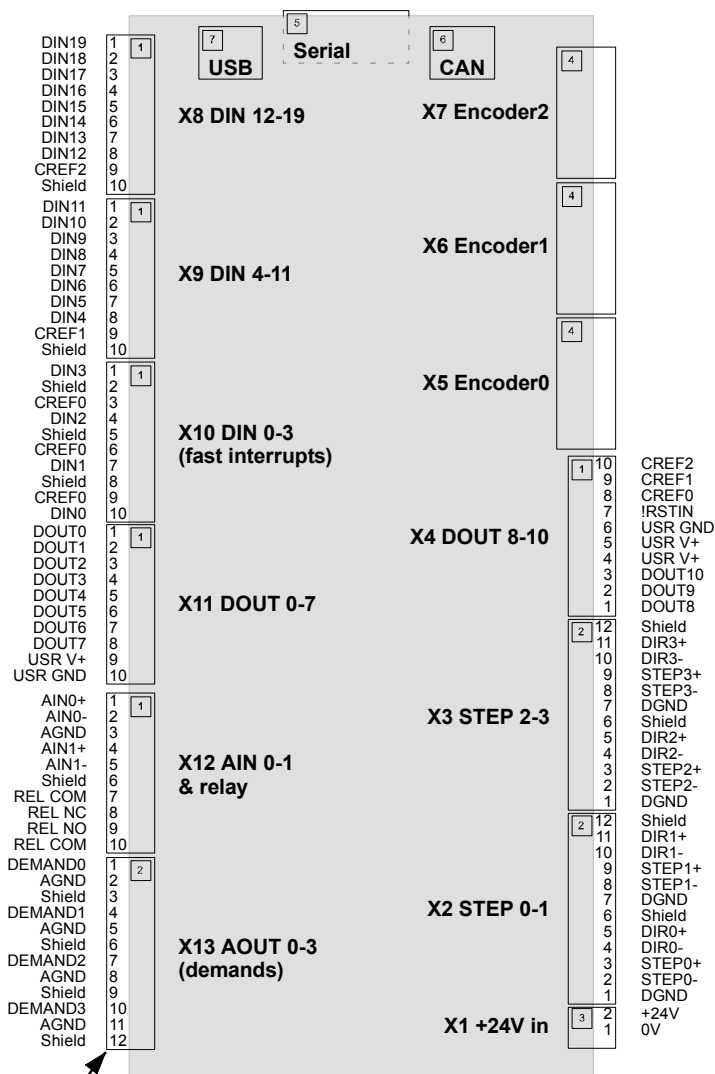 7 USB
5 Serial
6 CAN
DIN19 1 1
DIN18 2
DIN17 3
DIN16 4
DIN15 5
DIN14 6
DIN13 7
DIN12 8
CREF2 9
Shield 10
X8 DIN 12-19
DIN11 1 1
DIN10 2
DIN9 3
DIN8 4
DIN7 5
DIN6 6
DIN5 7
DIN4 8
CREF1 9
Shield 10
X9 DIN 4-11
DIN3 1 1
Shield 2
CREF0 3
DIN2 4
Shield 5
CREF0 6
DIN1 7
Shield 8
CREF0 9
DIN0 10
X10 DIN 0-3
(fast interrupts)
DOUT0 1 1
DOUT1 2
DOUT2 3
DOUT3 4
DOUT4 5
DOUT5 6
DOUT6 7
DOUT7 8
USR V+ 9
USR GND 10
X11 DOUT 0-7
AIN0+ 1 1
AIN0- 2
AGND 3
AIN1+ 4
AIN1- 5
Shield 6
REL COM 7
REL NC 8
REL NO 9
REL COM 10
X12 AIN 0-1
& relay
DEMAND0 1 2
AGND 2
Shield 3
DEMAND1 4
AGND 5
Shield 6
DEMAND2 7
AGND 8
Shield 9
DEMAND3 10
AGND 11
Shield 12
X13 AOUT 0-3
(demands)
X7 Encoder2 4
X6 Encoder1 4
X5 Encoder0 4
X4 DOUT 8-10
1 10 CREF2
9 CREF1
8 CREF0
7 !RSTIN
6 USR GND
5 USR V+
4 USR V+
3 DOUT10
2 DOUT9
1 DOUT8
X3 STEP 2-3
2 12 Shield
11 DIR3+
10 DIR3-
9 STEP3+
8 STEP3-
7 DGND
6 Shield
5 DIR2+
4 DIR2-
3 STEP2+
2 STEP2-
1 DGND
X2 STEP 0-1
2 12 Shield
11 DIR1+
10 DIR1-
9 STEP1+
8 STEP1-
7 DGND
6 Shield
5 DIR0+
4 DIR0-
3 STEP0+
2 STEP0-
1 DGND
X1 +24V in
3 2 +24V
1 0V